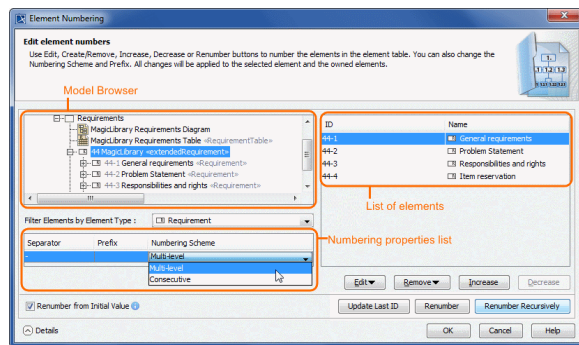 Element Numbering
Edit element numbers
Use Edit, Create/Remove, Increase, Decrease or Renumber buttons to number the elements in the element table. You can also change the
Numbering Scheme and Prefix. All changes will be applied to the selected element and the owned elements.
Model Browser
Requirements
MagicLibrary Requirements Diagram
MagicLibrary Requirements Table «RequirementTable»
44 MagicLibrary «extendedRequirement»
44-1 General requirements «Requirement»
44-2 Problem Statement «Requirement»
44-3 Responsibilities and rights «Requirement»
ID Name
44-1 General requirements
44-2 Problem Statement
44-3 Responsibilities and rights
44-4 Item reservation
List of elements
Filter Elements by Element Type : Requirement
Numbering properties list
Separator Prefix Numbering Scheme
- Multi-level
Multi-level
Consecutive
Edit Remove Increase Decrease
Renumber from Initial Value
Update Last ID Renumber Renumber Recursively
Details
OK Cancel Help